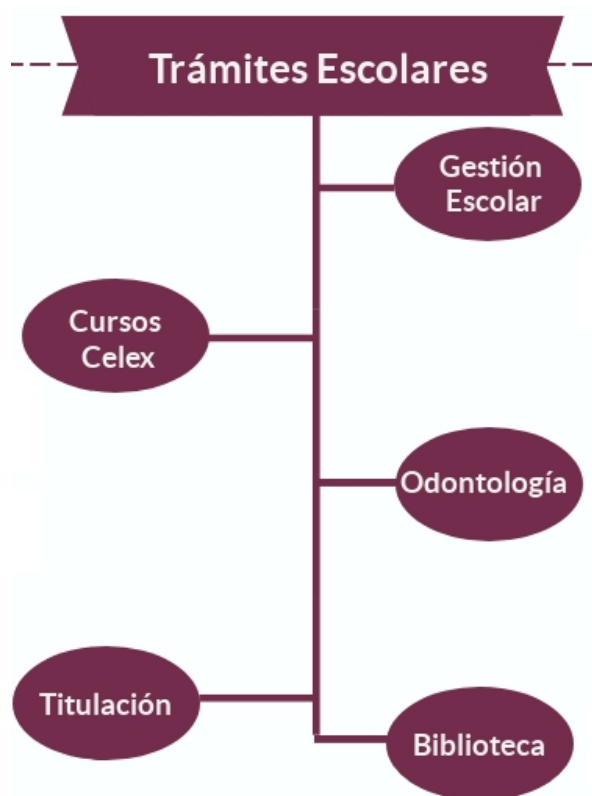 Trámites Escolares
Gestión
Escolar
Cursos
Celex
Odontología
Titulación
Biblioteca